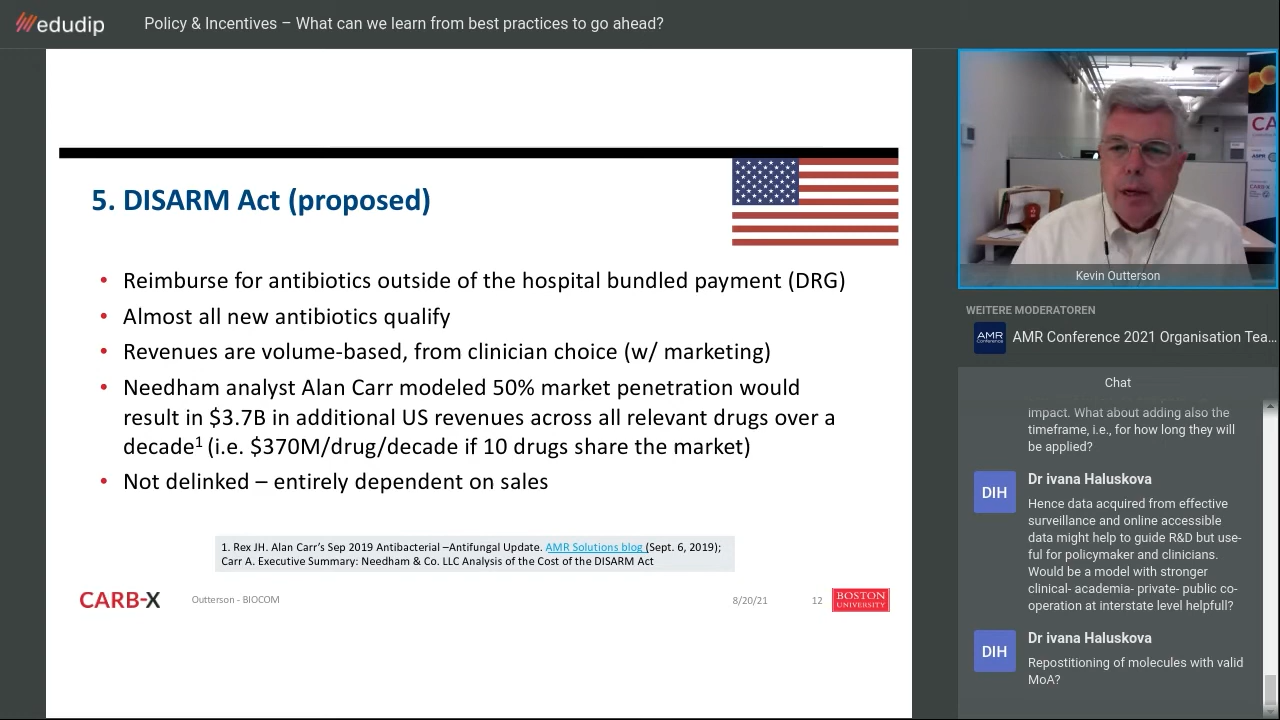 edudip
Policy & Incentives – What can we learn from best practices to go ahead?
5. DISARM Act (proposed)
• Reimburse for antibiotics outside of the hospital bundled payment (DRG)
• Almost all new antibiotics qualify
• Revenues are volume-based, from clinician choice (w/ marketing)
• Needham analyst Alan Carr modeled 50% market penetration would
result in $3.7B in additional US revenues across all relevant drugs over a
decade¹ (i.e. $370M/drug/decade if 10 drugs share the market)
• Not delinked – entirely dependent on sales
1. Rex JH. Alan Carr's Sep 2019 Antibacterial –Antifungal Update. AMR Solutions blog (Sept. 6, 2019);
Carr A. Executive Summary: Needham & Co. LLC Analysis of the Cost of the DISARM Act
CARB-X
Outterson - BIOCOM
8/20/21
12
BOSTON
UNIVERSITY
CA
ASPR
CARB-X
Kevin Outterson
WEITERE MODERATOREN
AMR
Conference
AMR Conference 2021 Organisation Tea...
Chat
impact. What about adding also the
timeframe, i.e., for how long they will
be applied?
DIH
Dr ivana Haluskova
Hence data acquired from effective
surveillance and online accessible
data might help to guide R&D but use-
ful for policymaker and clinicians.
Would be a model with stronger
clinical- academia- private- public co-
operation at interstate level helpfull?
DIH
Dr ivana Haluskova
Repostitioning of molecules with valid
MoA?